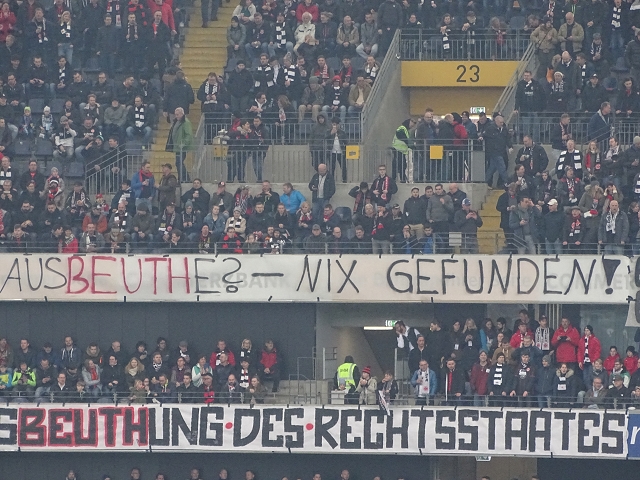 23
AUSBEUTHE? – NIX GEFUNDEN!
SBEUTHUNG·DES·RECHTSSTAATES